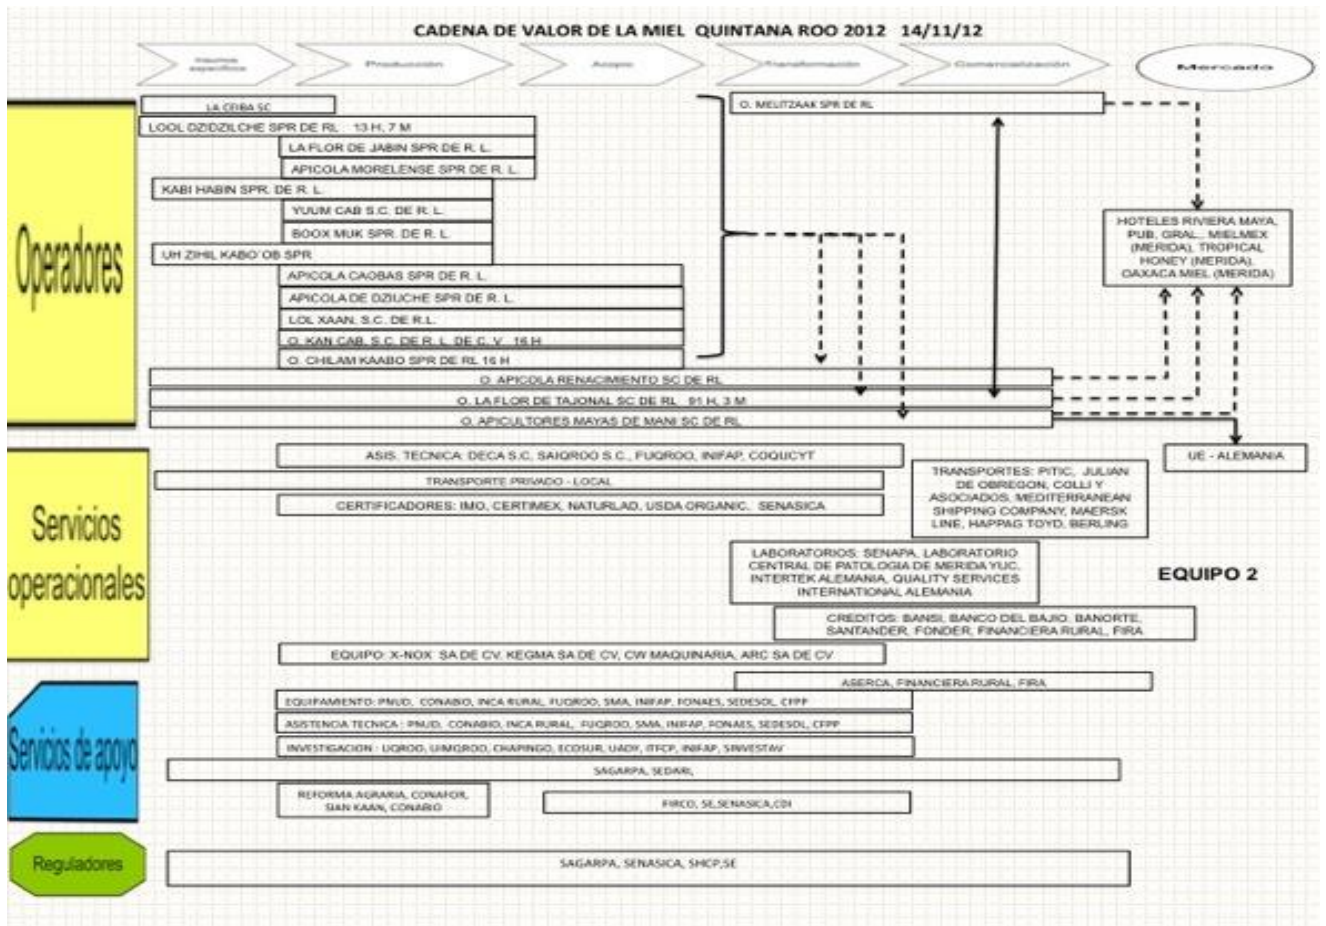 CADENA DE VALOR DE LA MIEL QUINTANA ROO 2012 14/11/12
Insumos
específicos
Producción
Acopio
Transformación
Comercialización
Mercado
Operadores
LA CEIBA SC
O. MELITZAAK SPR DE RL
LOOL DZIDZILCHE SPR DE RL 13 H, 7 M
LA FLOR DE JABIN SPR DE R. L.
APICOLA MORELENSE SPR DE R. L.
KABI HABIN SPR. DE R. L.
YUUM CAB S.C. DE R. L.
BOOX MUK SPR. DE R. L.
UH ZIHIL KABO´OB SPR
APICOLA CAOBAS SPR DE R. L.
APICOLA DE DZIUCHE SPR DE R. L.
LOL XAAN, S.C. DE R.L.
O. KAN CAB, S.C. DE R. L. DE C. V 16 H
O. CHILAM KAABO SPR DE RL 16 H
O. APICOLA RENACIMIENTO SC DE RL
O. LA FLOR DE TAJONAL SC DE RL 91 H, 3 M
O. APICULTORES MAYAS DE MANI SC DE RL
HOTELES RIVIERA MAYA,
PUB, GRAL., MIELMEX
(MERIDA), TROPICAL
HONEY (MERIDA),
OAXACA MIEL (MERIDA)
UE - ALEMANIA
Servicios
operacionales
ASIS. TECNICA: DECA S.C, SAIQROO S.C., FUQROO, INIFAP, COQUCYT
TRANSPORTE PRIVADO - LOCAL
CERTIFICADORES: IMO, CERTIMEX, NATURLAD, USDA ORGANIC, SENASICA
TRANSPORTES: PITIC, JULIAN
DE OBREGON, COLLI Y
ASOCIADOS, MEDITERRANEAN
SHIPPING COMPANY, MAERSK
LINE, HAPPAG TOYD, BERLING
LABORATORIOS: SENAPA, LABORATORIO
CENTRAL DE PATOLOGIA DE MERIDA YUC,
INTERTEK ALEMANIA, QUALITY SERVICES
INTERNATIONAL ALEMANIA
EQUIPO 2
CREDITOS: BANSI, BANCO DEL BAJIO, BANORTE,
SANTANDER, FONDER, FINANCIERA RURAL, FIRA
EQUIPO: X-NOX SA DE CV, KEGMA SA DE CV, CW MAQUINARIA, ARC SA DE CV
Servicios de apoyo
ASERCA, FINANCIERA RURAL, FIRA
EQUIPAMIENTO: PNUD, CONABIO, INCA RURAL, FUQROO, SMA, INIFAP, FONAES, SEDESOL, CFPP
ASISTENCIA TECNICA : PNUD, CONABIO, INCA RURAL, FUQROO, SMA, INIFAP, FONAES, SEDESOL, CFPP
INVESTIGACION : UQROO, UIMQROO, CHAPINGO, ECOSUR, UADY, ITFCP, INIFAP, SINVESTAV
SAGARPA, SEDARI,
REFORMA AGRARIA, CONAFOR,
SIAN KAAN, CONABIO
FIRCO, SE,SENASICA,CDI
Reguladores
SAGARPA, SENASICA, SHCP,SE